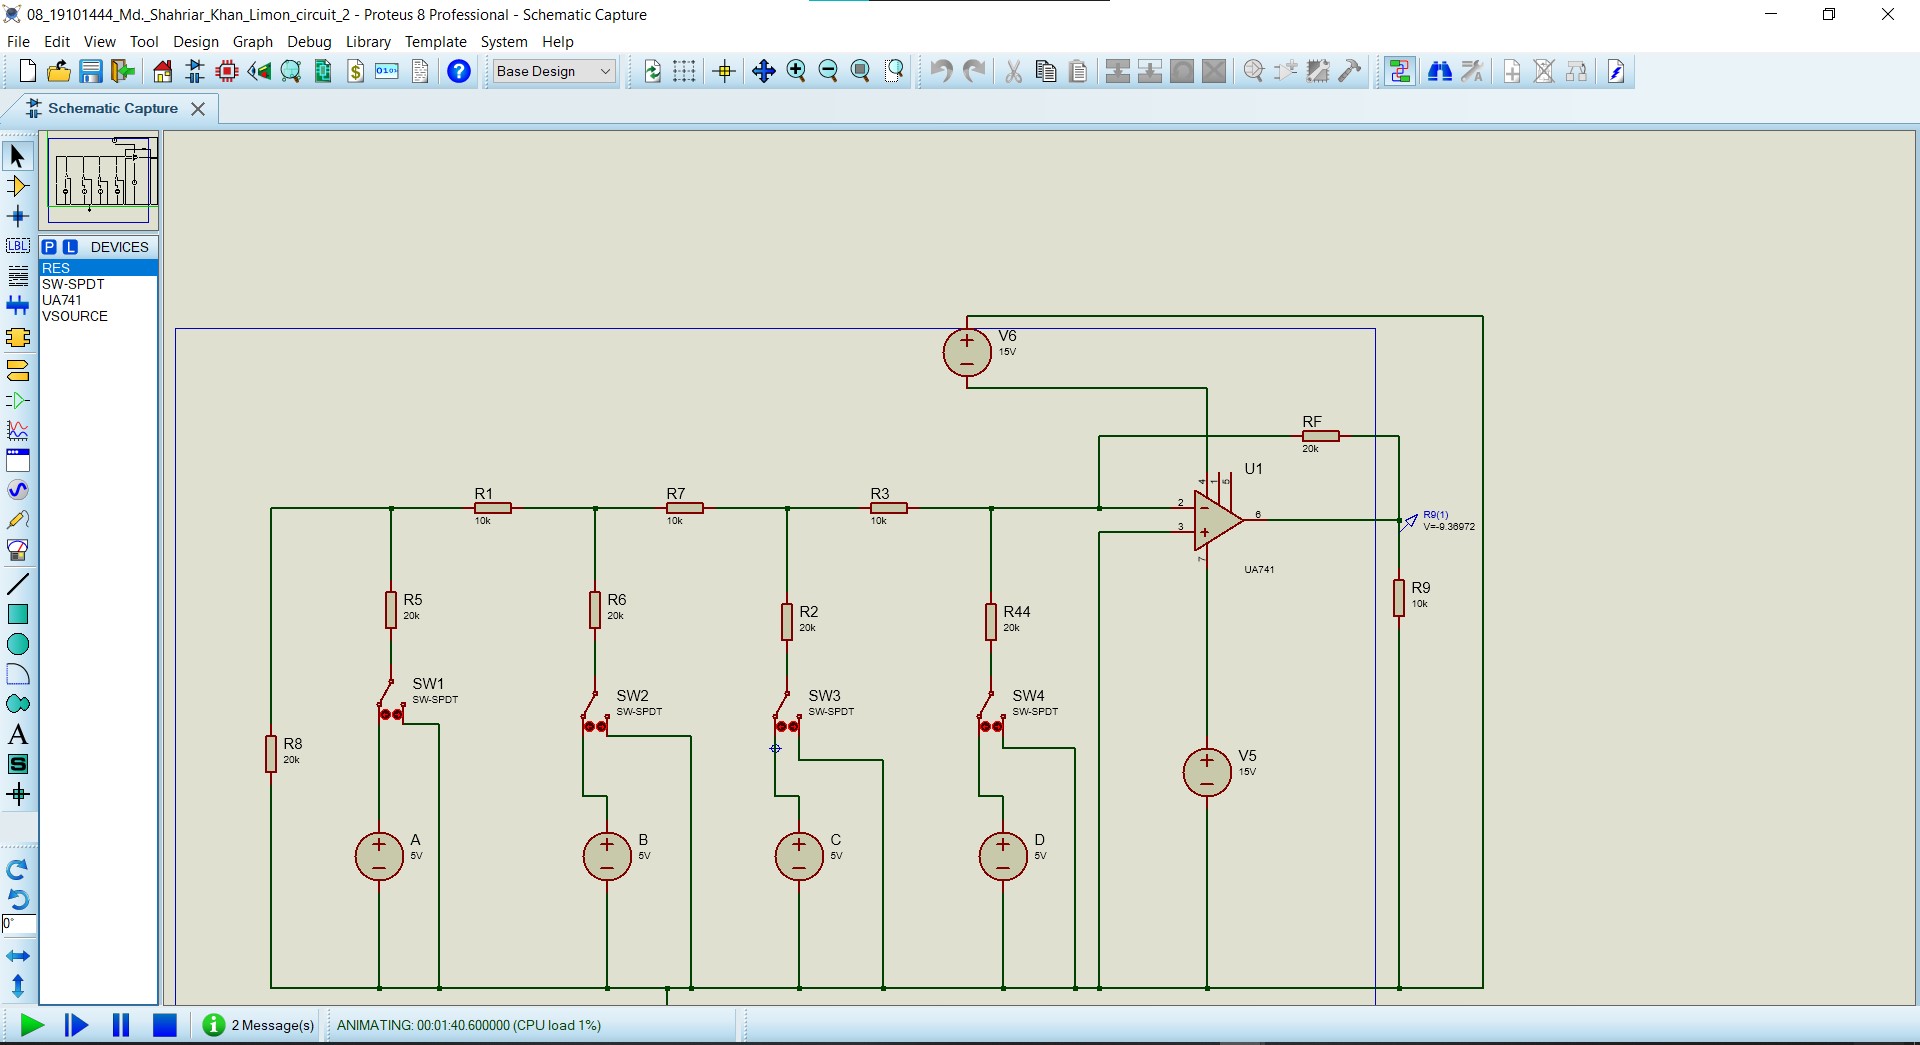 08_19101444_Md._Shahriar_Khan_Limon_circuit_2 - Proteus 8 Professional - Schematic Capture
File Edit View Tool Design Graph Debug Library Template System Help
Base Design
Schematic Capture
P L DEVICES
RES
SW-SPDT
UA741
VSOURCE
LBL
A
S
0°
V6
15V
RF
20k
U1
4 1 5
2
3
6
7
UA741
R9(1)
V=-9.36972
R1
10k
R7
10k
R3
10k
R5
20k
R6
20k
R2
20k
R44
20k
R9
10k
SW1
SW-SPDT
SW2
SW-SPDT
SW3
SW-SPDT
SW4
SW-SPDT
R8
20k
V5
15V
A
5V
B
5V
C
5V
D
5V
2 Message(s)
ANIMATING: 00:01:40.600000 (CPU load 1%)